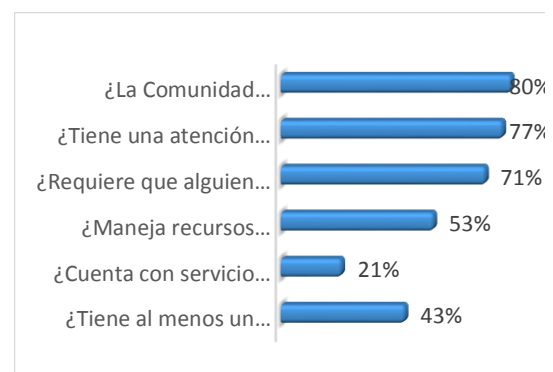 ¿La Comunidad... 80%
¿Tiene una atención... 77%
¿Requiere que alguien... 71%
¿Maneja recursos... 53%
¿Cuenta con servicio... 21%
¿Tiene al menos un... 43%